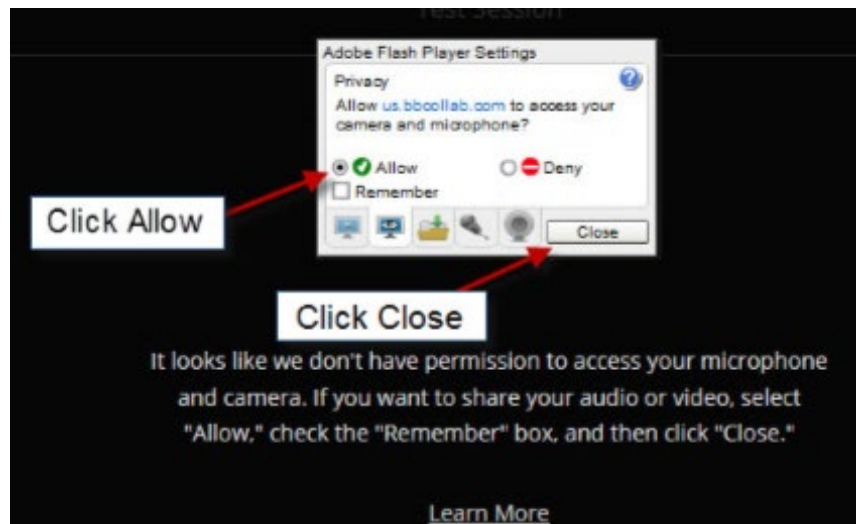 Test Session
Adobe Flash Player Settings
Privacy
Allow us.bbcollab.com to access your
camera and microphone?
Allow
Deny
Remember
Click Allow
Close
Click Close
It looks like we don't have permission to access your microphone
and camera. If you want to share your audio or video, select
"Allow," check the "Remember" box, and then click "Close."
Learn More